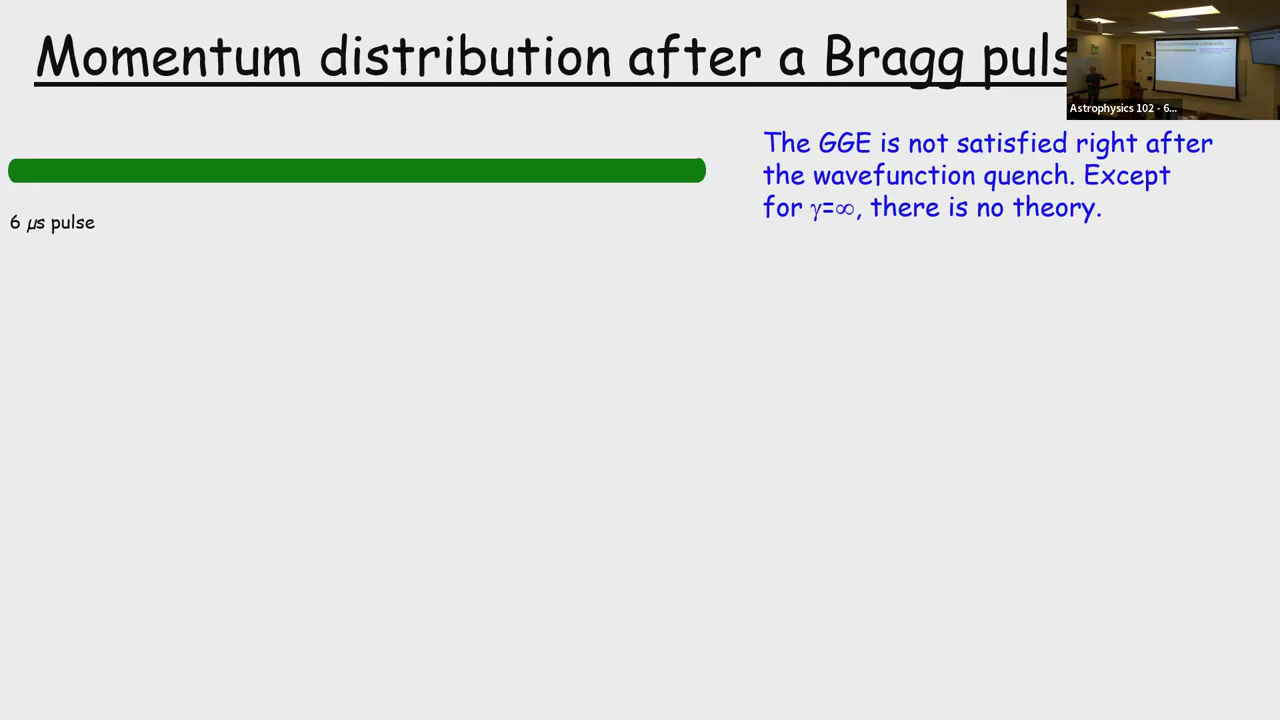 Momentum distribution after a Bragg puls
Astrophysics 102 - 6...
The GGE is not satisfied right after
the wavefunction quench. Except
for γ=∞, there is no theory.
6 µs pulse